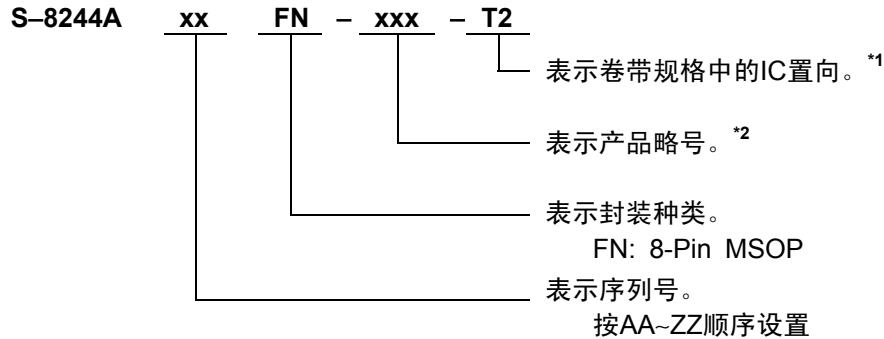 S–8244A xx FN – xxx – T2
表示卷带规格中的IC置向。*1
表示产品略号。*2
表示封装种类。
FN: 8-Pin MSOP
表示序列号。
按AA~ZZ顺序设置